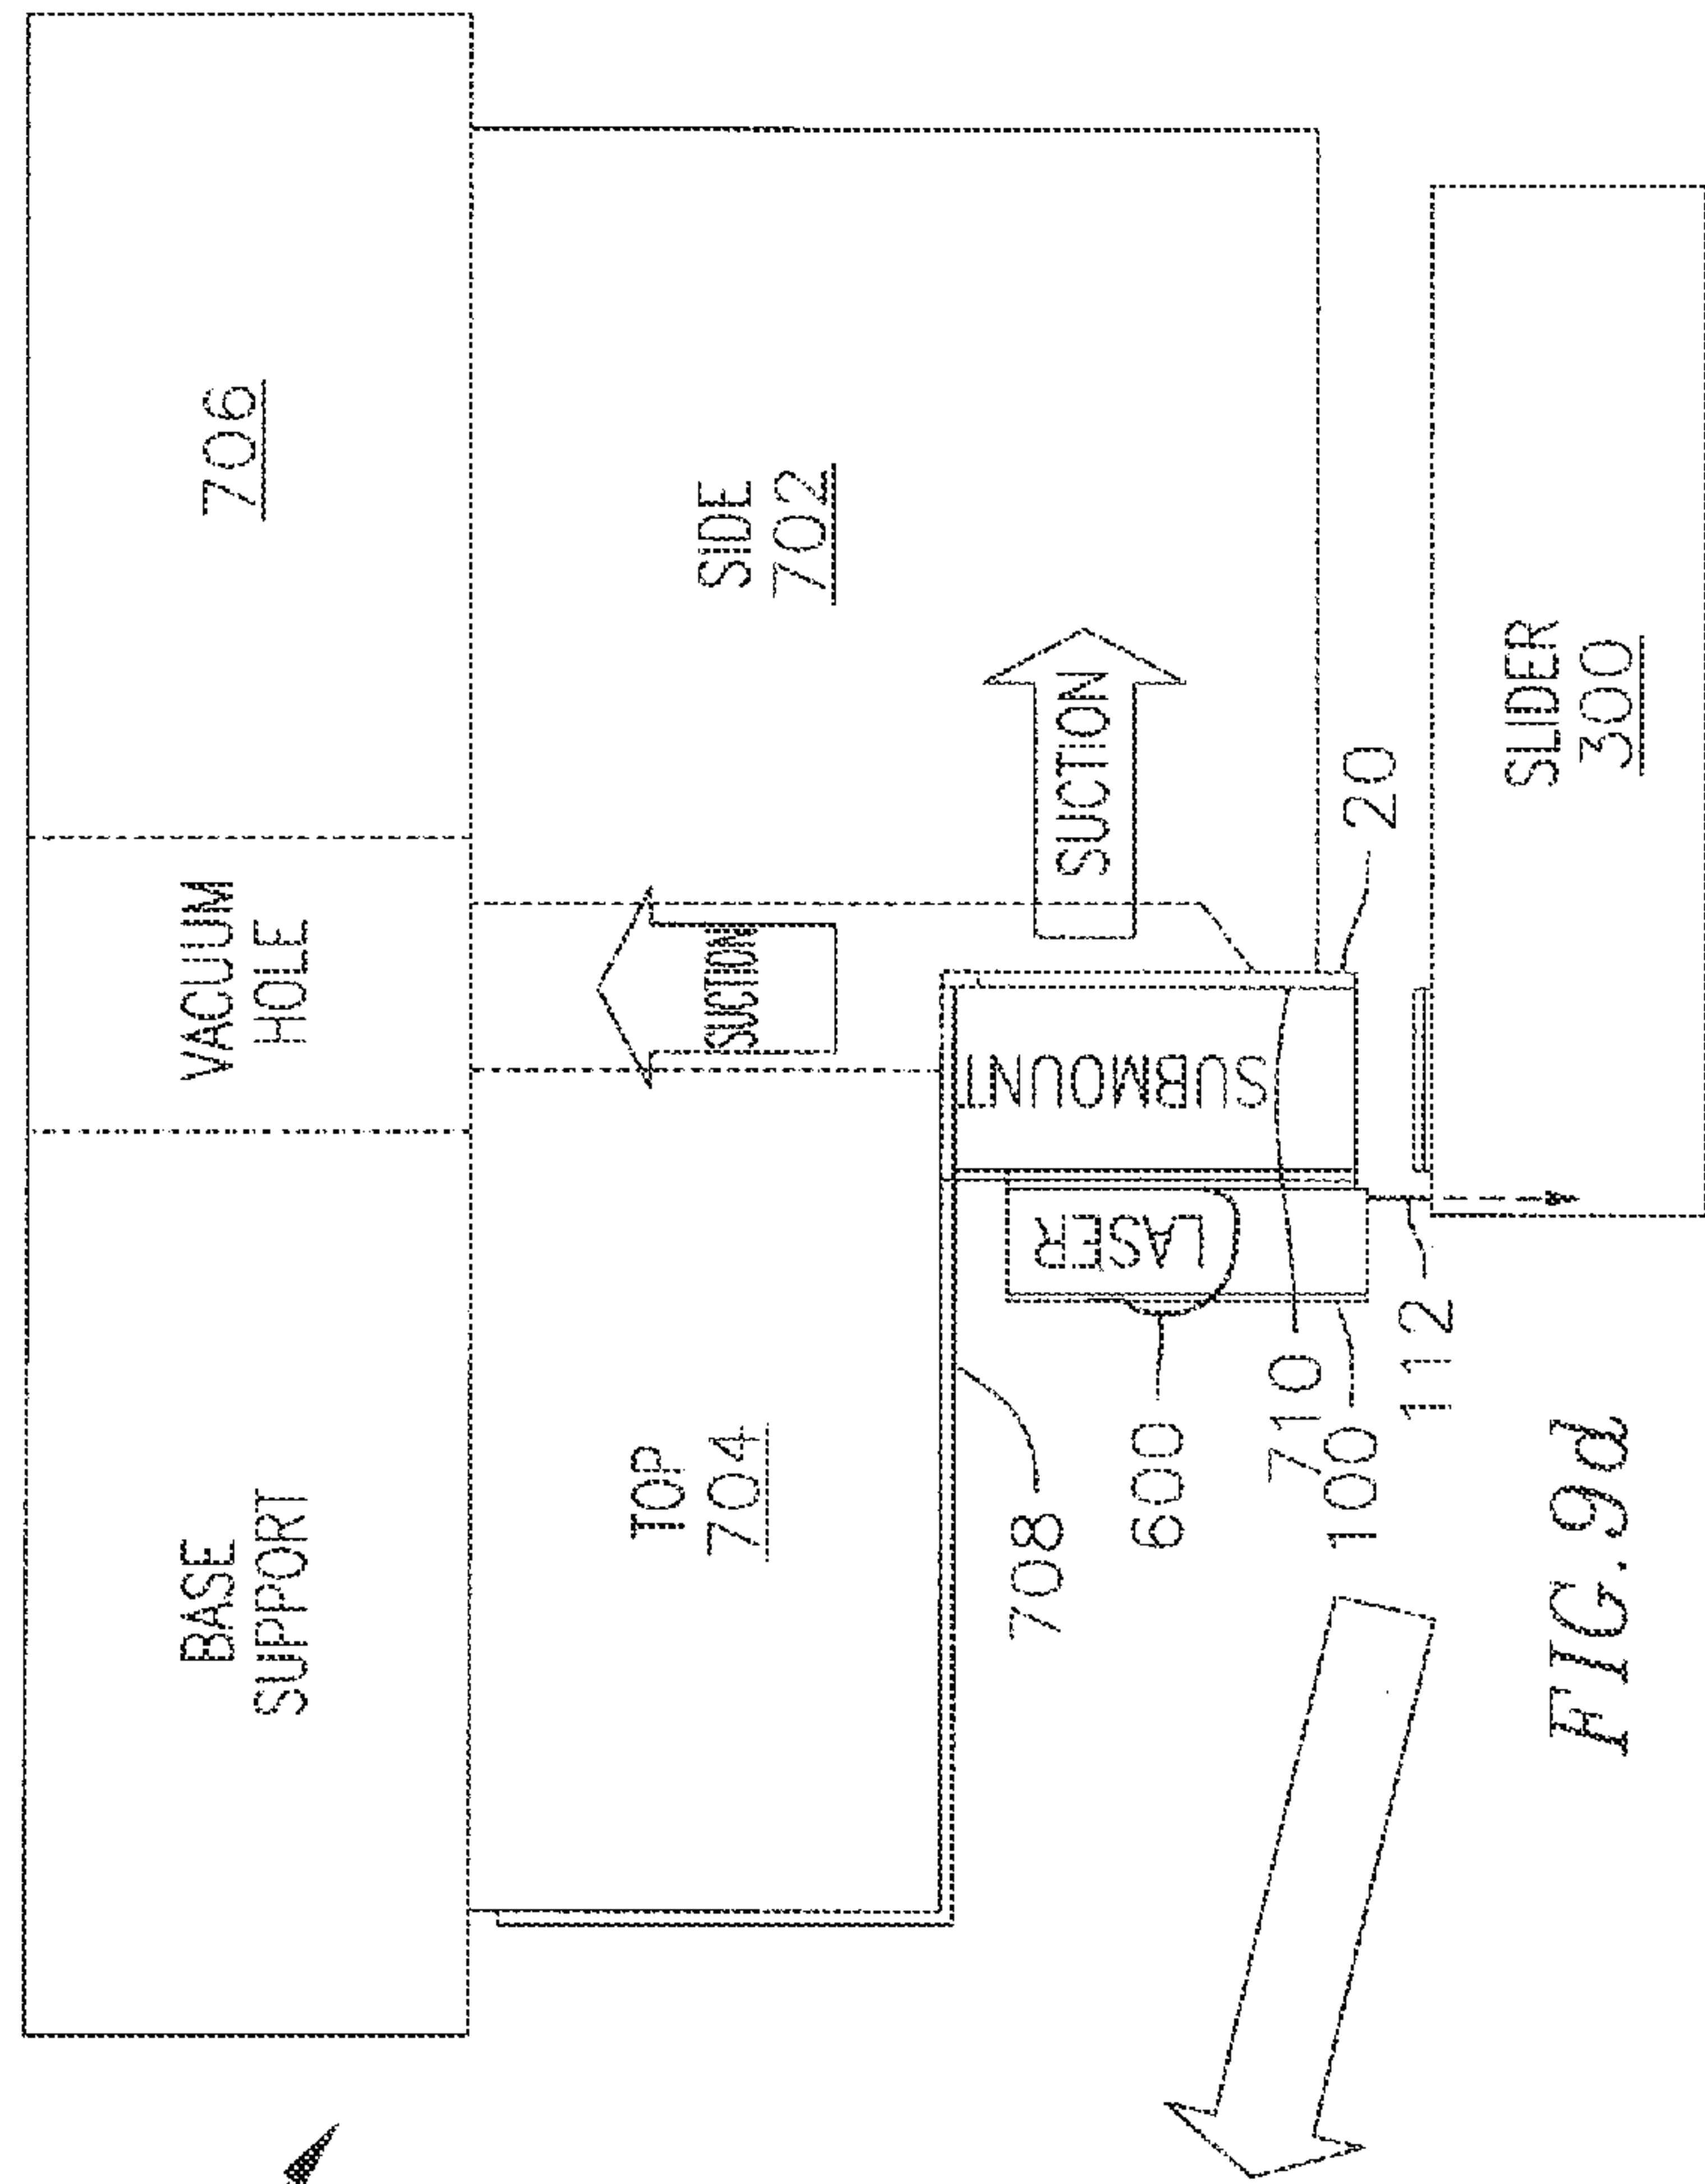 BASE
SUPPORT
VACUUM
HOLE
706
TOP
704
SUCTION
SIDE
702
708
600
710
100
112
LASER
SUBMOUNT
SUCTION
20
SLIDER
300
FIG. 9d